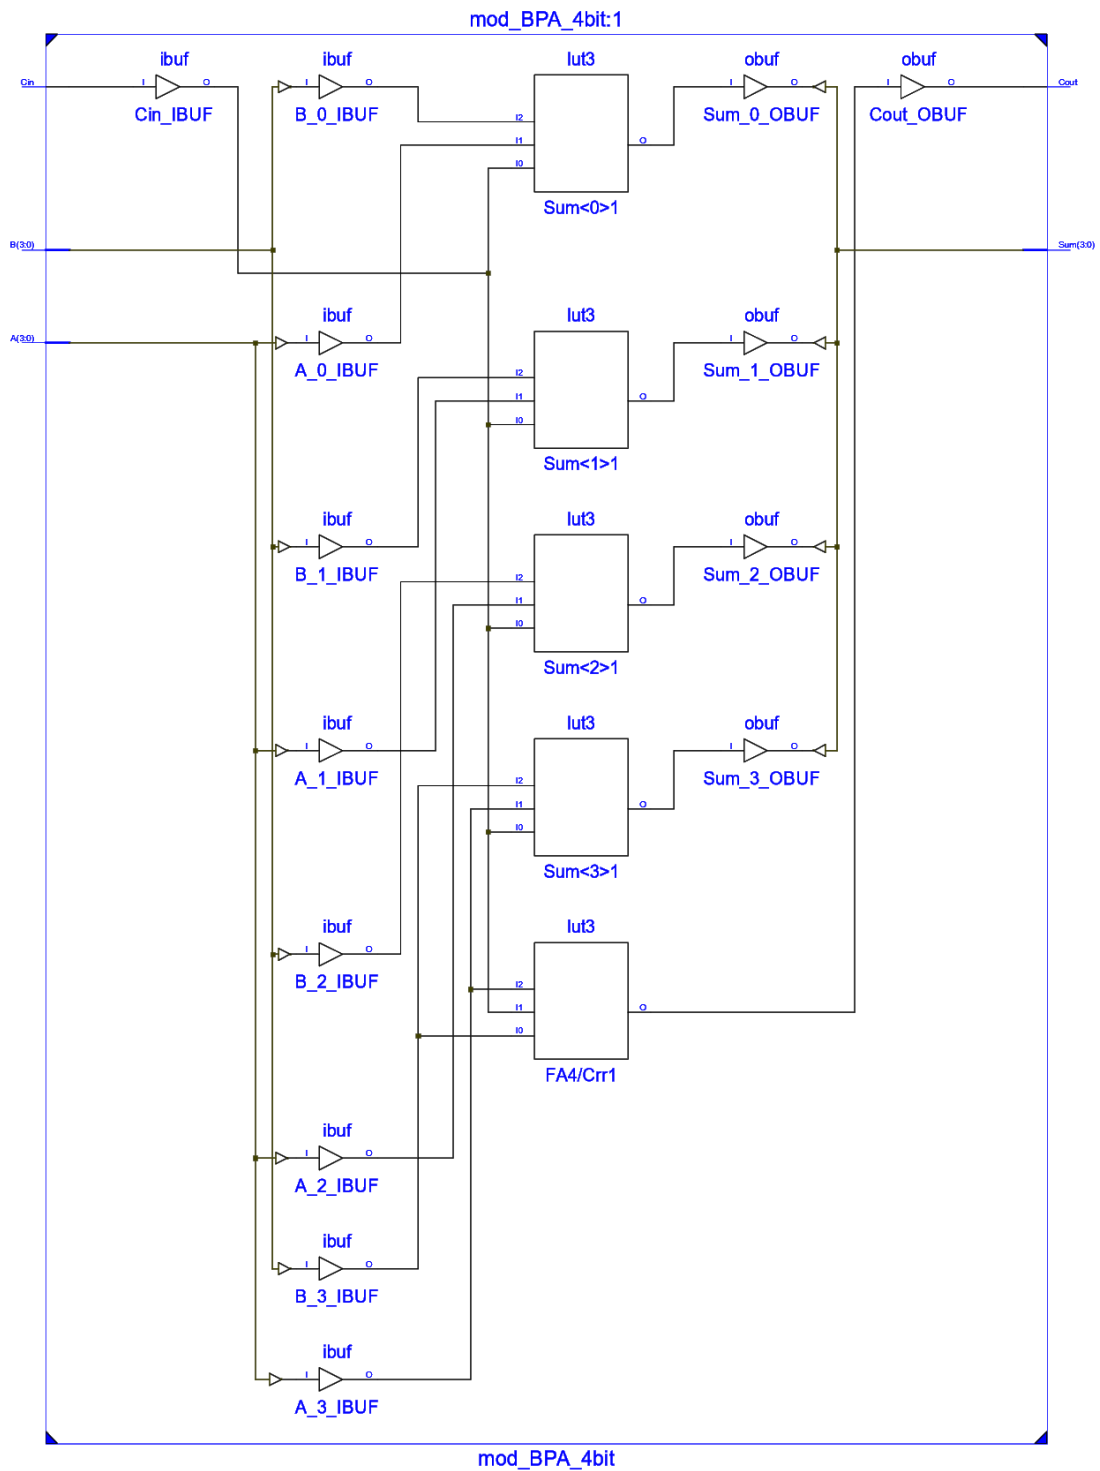 mod_BPA_4bit:1
ibuf ibuf lut3 obuf obuf
Cin I O I O I O I O Cout
Cin_IBUF B_0_IBUF Sum_0_OBUF Cout_OBUF
I2
I1 O
I0
Sum<0>1
B(3:0) Sum(3:0)
ibuf lut3 obuf
A(3:0) I O I O
A_0_IBUF Sum_1_OBUF
I2
I1 O
I0
Sum<1>1
ibuf lut3 obuf
I O I O
B_1_IBUF Sum_2_OBUF
I2
I1 O
I0
Sum<2>1
ibuf lut3 obuf
I O I O
A_1_IBUF Sum_3_OBUF
I2
I1 O
I0
Sum<3>1
ibuf lut3
I O
B_2_IBUF
I2
I1 O
I0
FA4/Crr1
ibuf
I O
A_2_IBUF
ibuf
I O
B_3_IBUF
ibuf
I O
A_3_IBUF
mod_BPA_4bit